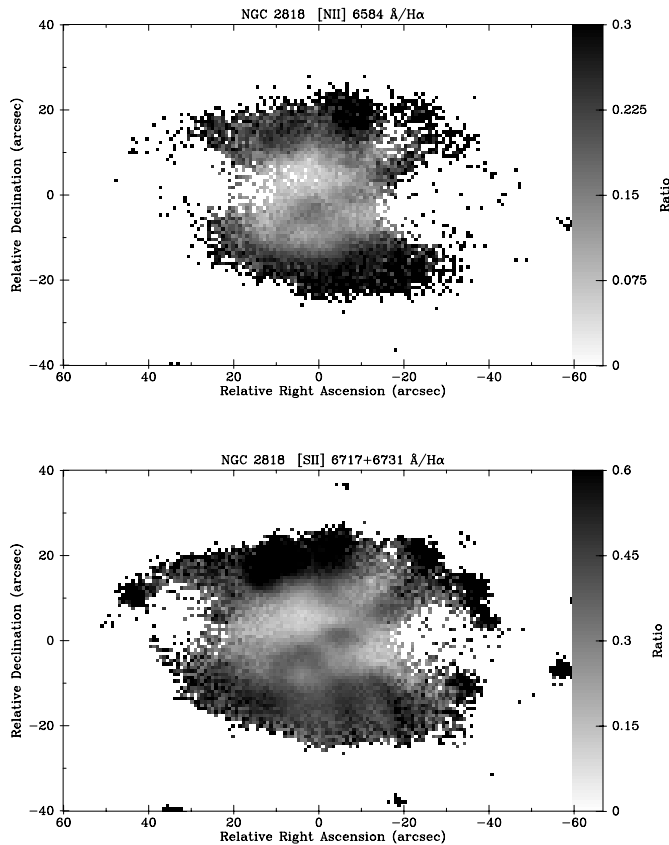 NGC 2818 [NII] 6584 Å/Hα
40
20
0
−20
−40
60 40 20 0 −20 −40 −60
Relative Right Ascension (arcsec)
Relative Declination (arcsec)
0.3
0.225
0.15
0.075
0
Ratio
NGC 2818 [SII] 6717+6731 Å/Hα
40
20
0
−20
−40
60 40 20 0 −20 −40 −60
Relative Right Ascension (arcsec)
Relative Declination (arcsec)
0.6
0.45
0.3
0.15
0
Ratio